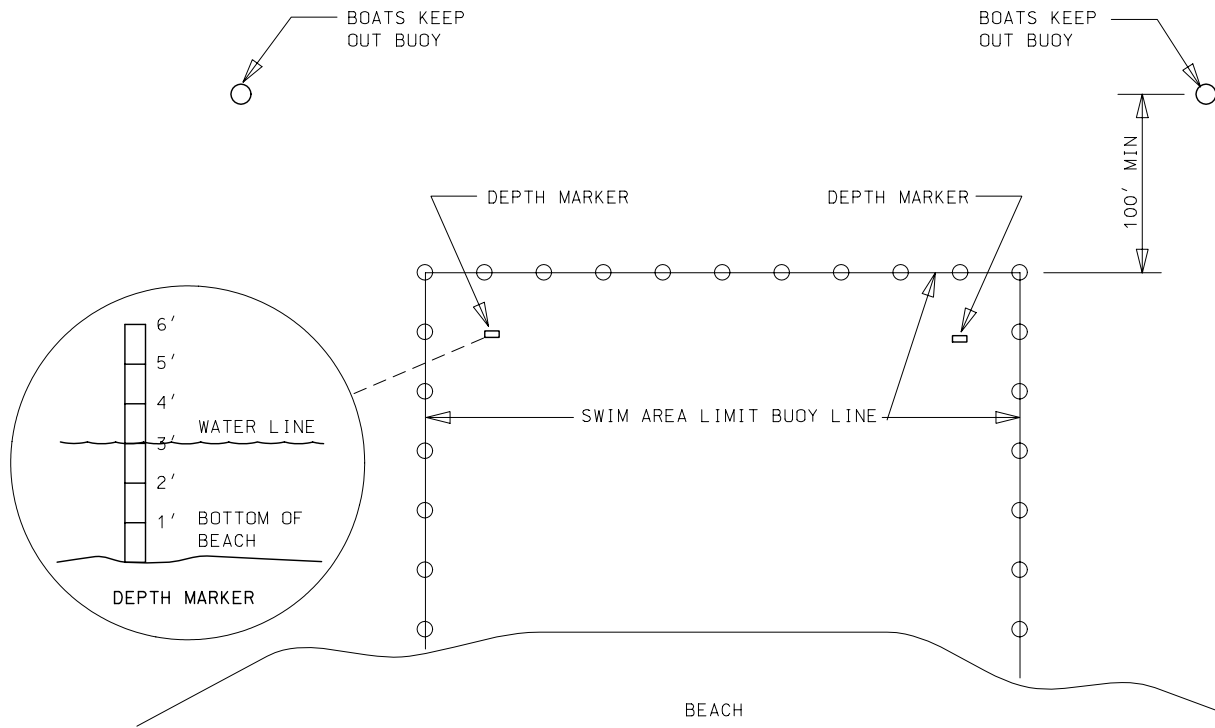 BOATS KEEP
OUT BUOY
BOATS KEEP
OUT BUOY
100' MIN
DEPTH MARKER
DEPTH MARKER
6'
5'
4'
WATER LINE
3'
2'
1'
BOTTOM OF
BEACH
DEPTH MARKER
SWIM AREA LIMIT BUOY LINE
BEACH